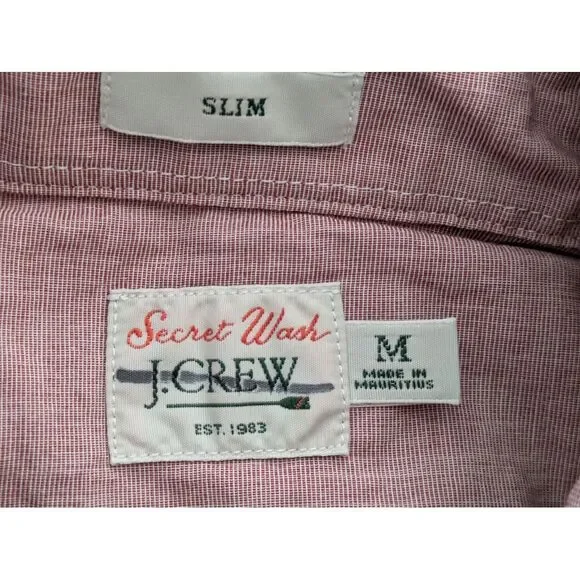 SLIM
Secret Wash
J.CREW
EST. 1983
M
MADE IN
MAURITIUS